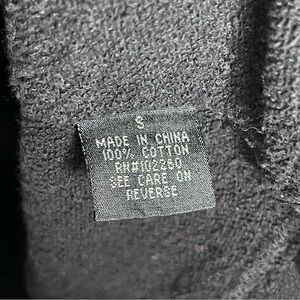 S
MADE IN CHINA
100% COTTON
RN#102260
SEE CARE ON
REVERSE